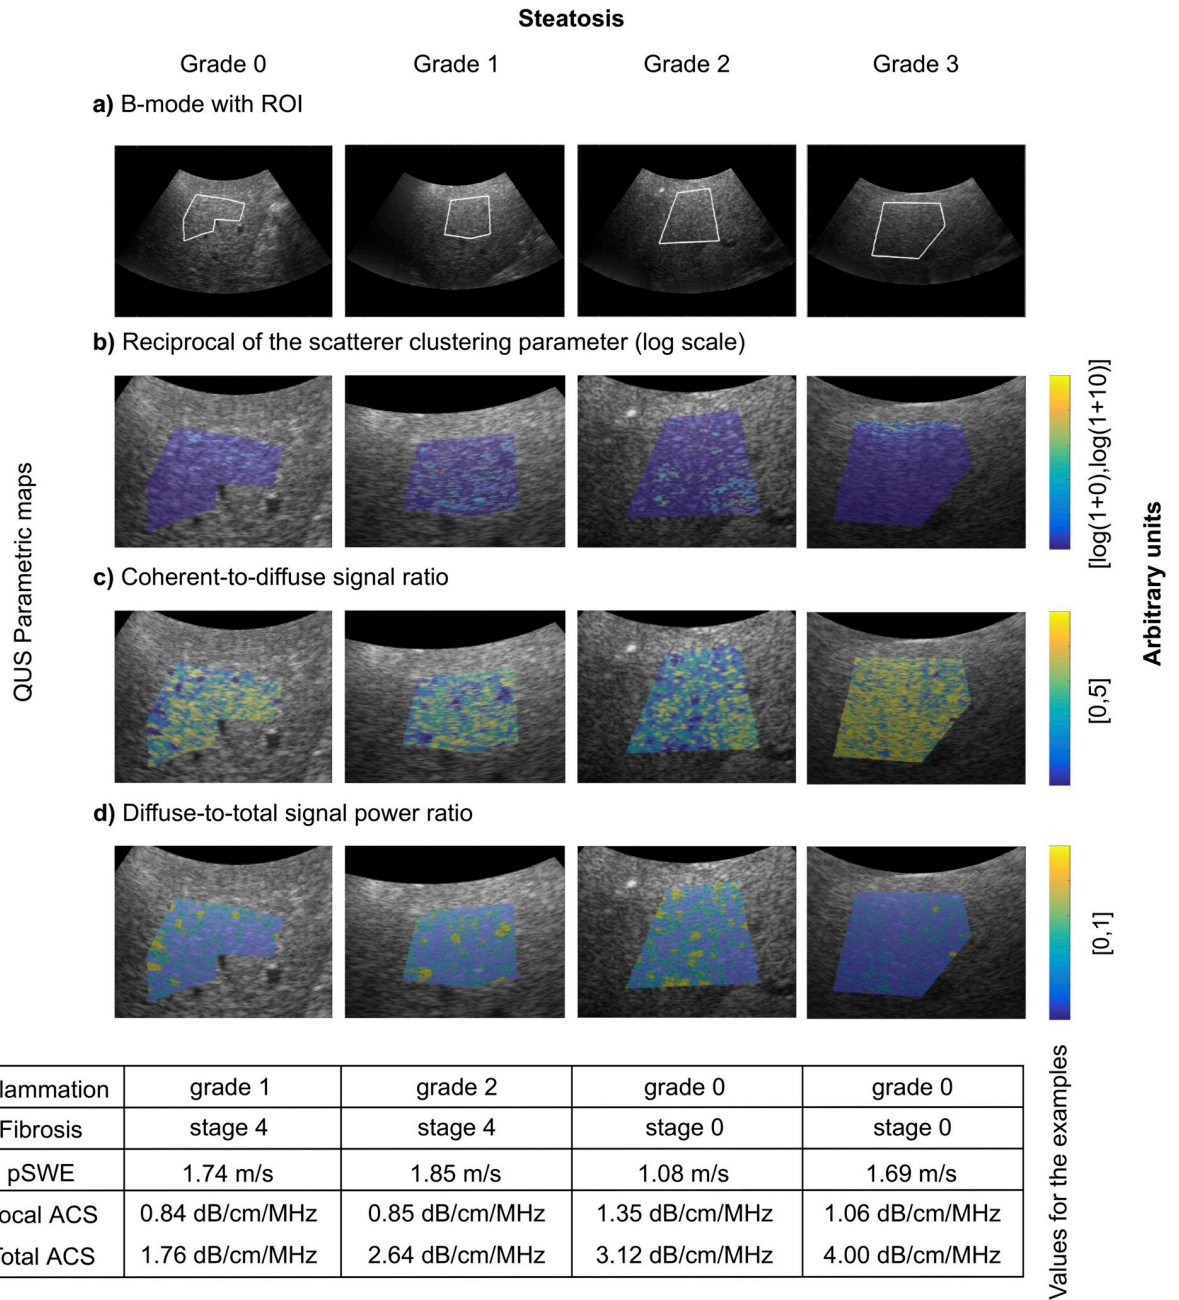 Steatosis
Grade 0 Grade 1 Grade 2 Grade 3
a) B-mode with ROI
b) Reciprocal of the scatterer clustering parameter (log scale)
[log(1+0),log(1+10)]
QUS Parametric maps
Arbitrary units
c) Coherent-to-diffuse signal ratio
[0,5]
d) Diffuse-to-total signal power ratio
[0,1]
Values for the examples
lammation grade 1 grade 2 grade 0 grade 0
Fibrosis stage 4 stage 4 stage 0 stage 0
pSWE 1.74 m/s 1.85 m/s 1.08 m/s 1.69 m/s
ocal ACS 0.84 dB/cm/MHz 0.85 dB/cm/MHz 1.35 dB/cm/MHz 1.06 dB/cm/MHz
otal ACS 1.76 dB/cm/MHz 2.64 dB/cm/MHz 3.12 dB/cm/MHz 4.00 dB/cm/MHz